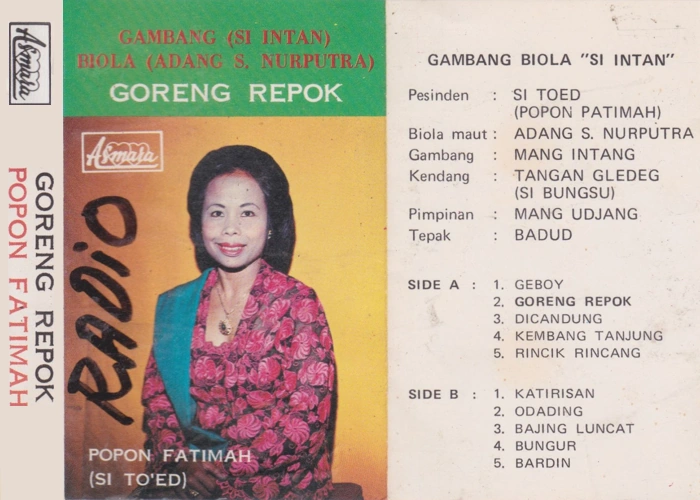 Asmara
GORENG REPOK
POPON FATIMAH
GAMBANG (SI INTAN)
BIOLA (ADANG S. NURPUTRA)
GORENG REPOK
Asmara
RADiO
POPON FATIMAH
(SI TO'ED)
GAMBANG BIOLA "SI INTAN"
Pesinden : SI TOED
(POPON PATIMAH)
Biola maut : ADANG S. NURPUTRA
Gambang : MANG INTANG
Kendang : TANGAN GLEDEG
(SI BUNGSU)
Pimpinan : MANG UDJANG
Tepak : BADUD
SIDE A : 1. GEBOY
2. GORENG REPOK
3. DICANDUNG
4. KEMBANG TANJUNG
5. RINCIK RINCANG
SIDE B : 1. KATIRISAN
2. ODADING
3. BAJING LUNCAT
4. BUNGUR
5. BARDIN